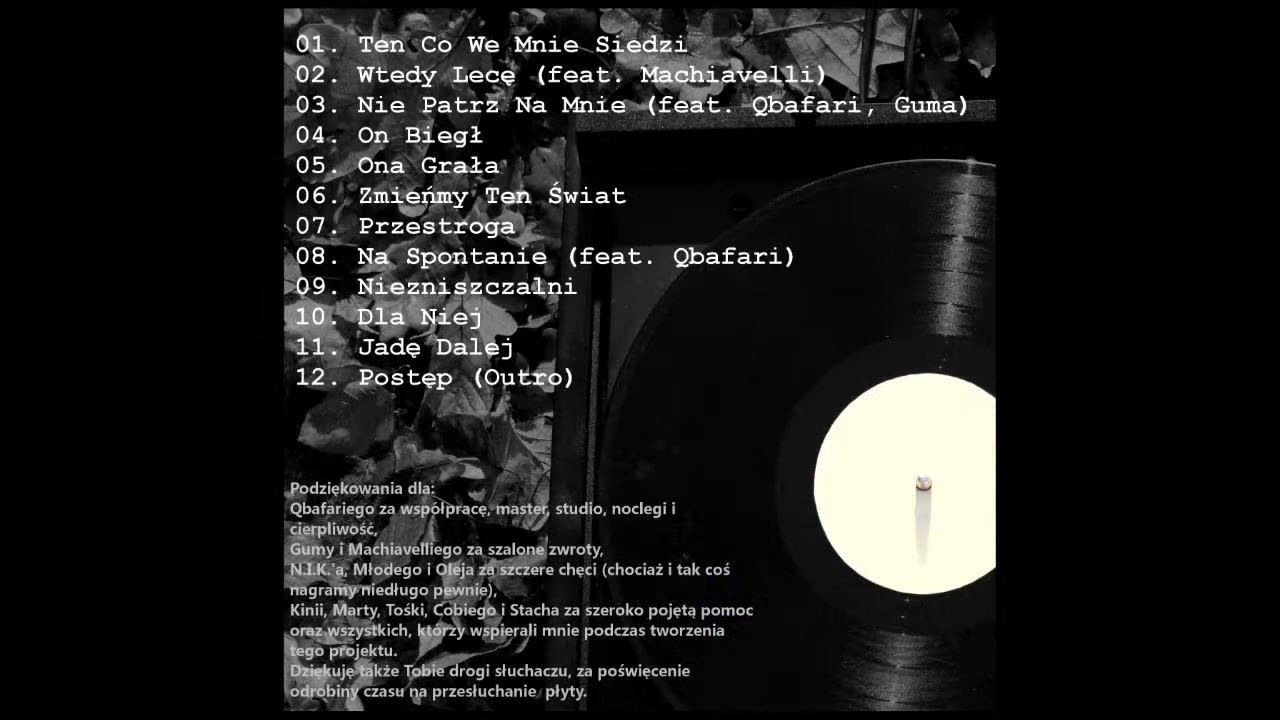 01. Ten Co We Mnie Siedzi
02. Wtedy Lecę (feat. Machiavelli)
03. Nie Patrz Na Mnie (feat. Qbafari, Guma)
04. On Biegł
05. Ona Grała
06. Zmieńmy Ten Świat
07. Przestroga
08. Na Spontanie (feat. Qbafari)
09. Niezniszczalni
10. Dla Niej
11. Jadę Dalej
12. Postęp (Outro)
Podziękowania dla:
Qbafariego za współpracę, master, studio, noclegi i
cierpliwość,
Gumy i Machiavelliego za szalone zwroty,
N.I.K.'a, Młodego i Oleja za szczere chęci (chociaż i tak coś
nagramy niedługo pewnie),
Kinii, Marty, Tośki, Cobiego i Stacha za szeroko pojętą pomoc
oraz wszystkich, którzy wspierali mnie podczas tworzenia
tego projektu.
Dziękuję także Tobie drogi słuchaczu, za poświęcenie
odrobiny czasu na przesłuchanie płyty.